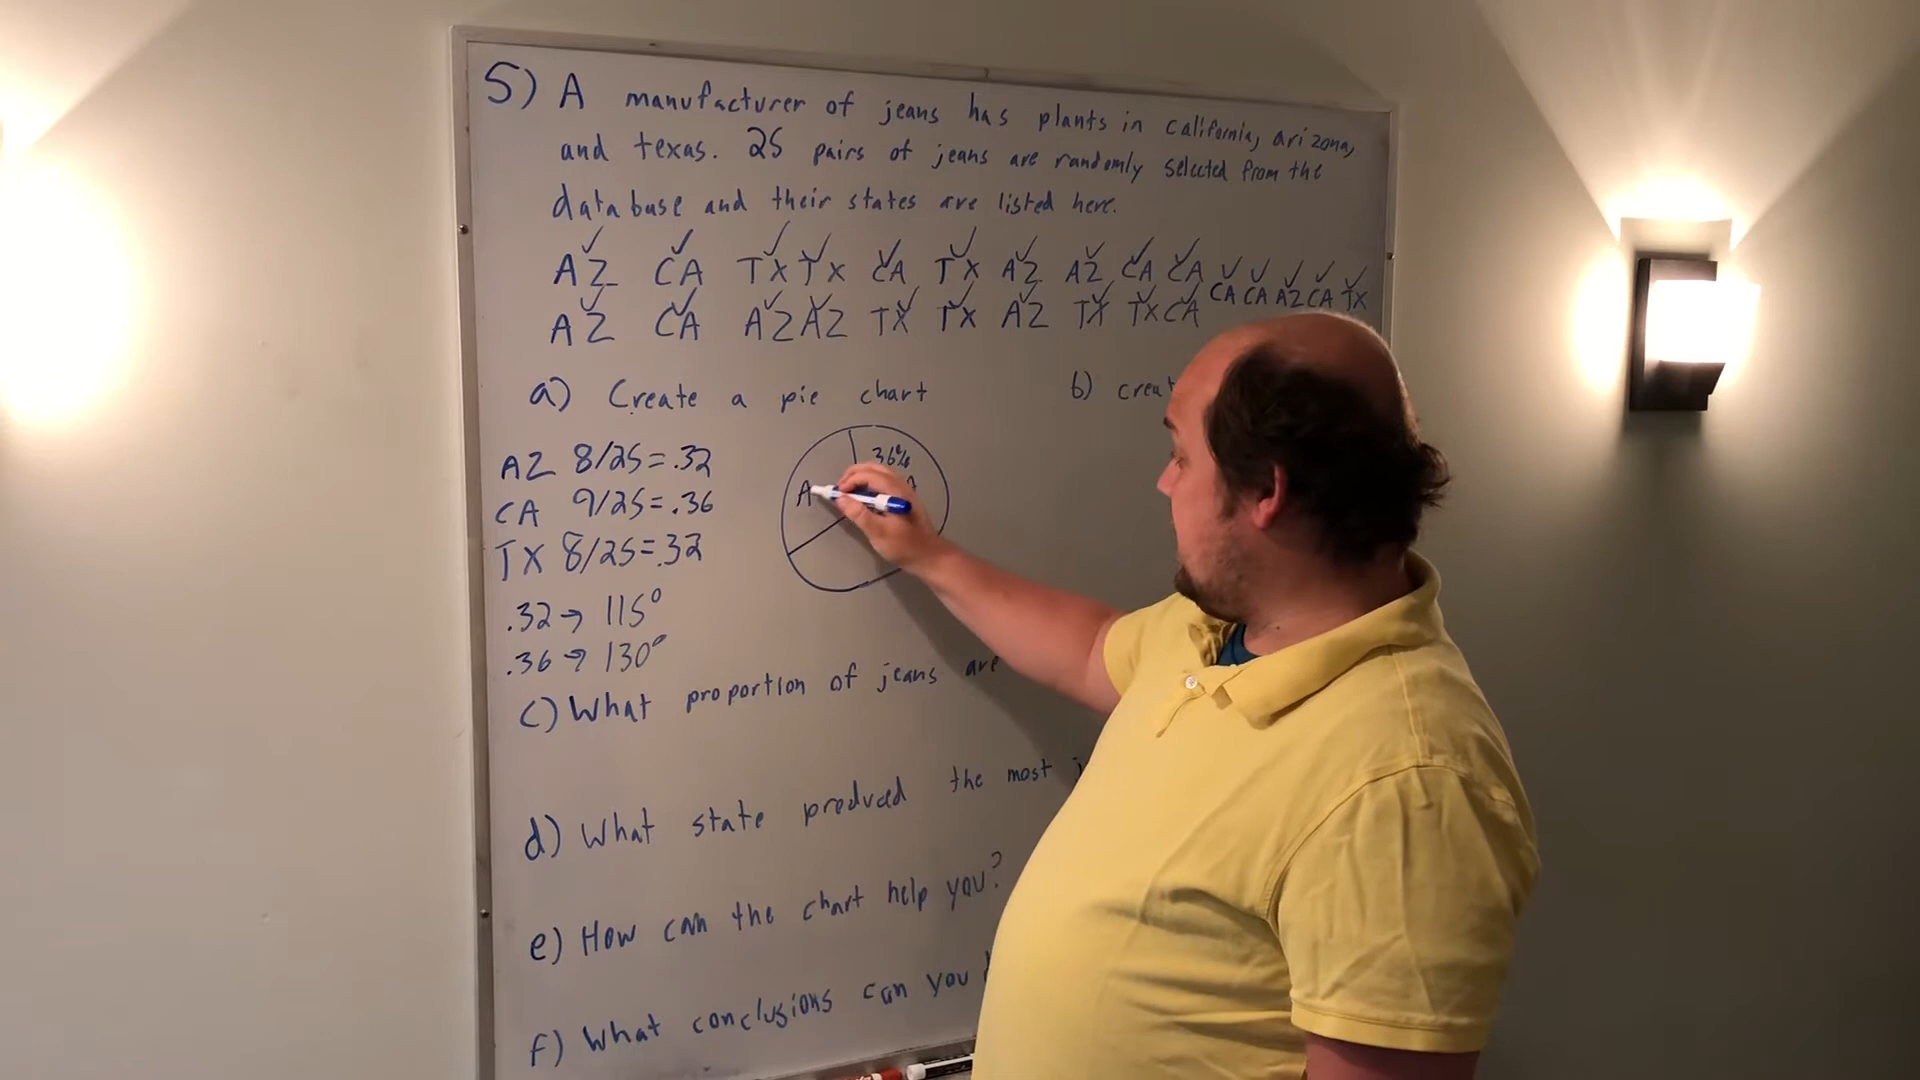 5) A manufacturer of jeans has plants in california, arizona,
and texas. 25 pairs of jeans are randomly selected from the
database and their states are listed here.
AZ CA TX TX CA TX AZ AZ CA CA CA CA AZ CA TX
AZ CA AZ AZ TX TX AZ TX TX CA
a) Create a pie chart
b)
AZ 8/25 = .32
CA 9/25 = .36
TX 8/25 = .32
.32 → 115°
.36 → 130°
36%
A
c) What proportion of jeans are
d) What state produced the most
e) How can the chart help you?
f) What conclusions can you